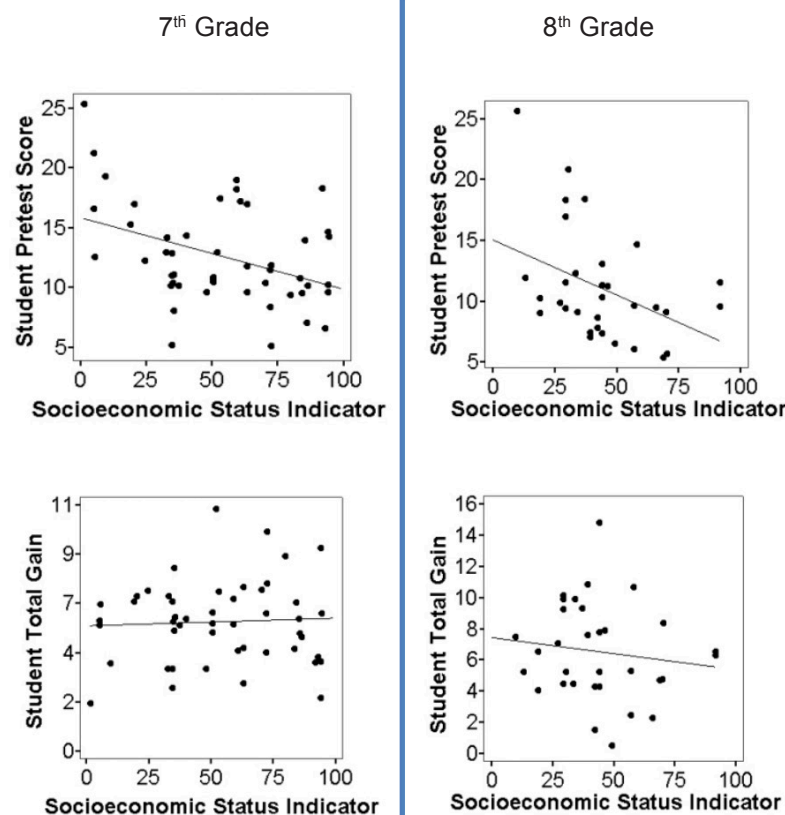 7th Grade
25
20
15
10
5
0 25 50 75 100
Student Pretest Score
Socioeconomic Status Indicator
11
9
7
4
2
0
0 25 50 75 100
Student Total Gain
Socioeconomic Status Indicator
8th Grade
25
20
15
10
5
0 25 50 75 100
Student Pretest Score
Socioeconomic Status Indicator
16
14
12
10
8
6
4
2
0
0 25 50 75 100
Student Total Gain
Socioeconomic Status Indicator